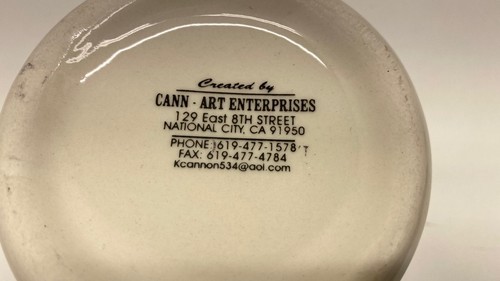 Created by
CANN - ART ENTERPRISES
129 East 8TH STREET
NATIONAL CITY, CA 91950
PHONE: 619-477-1578
FAX: 619-477-4784
Kcannon534@aol.com